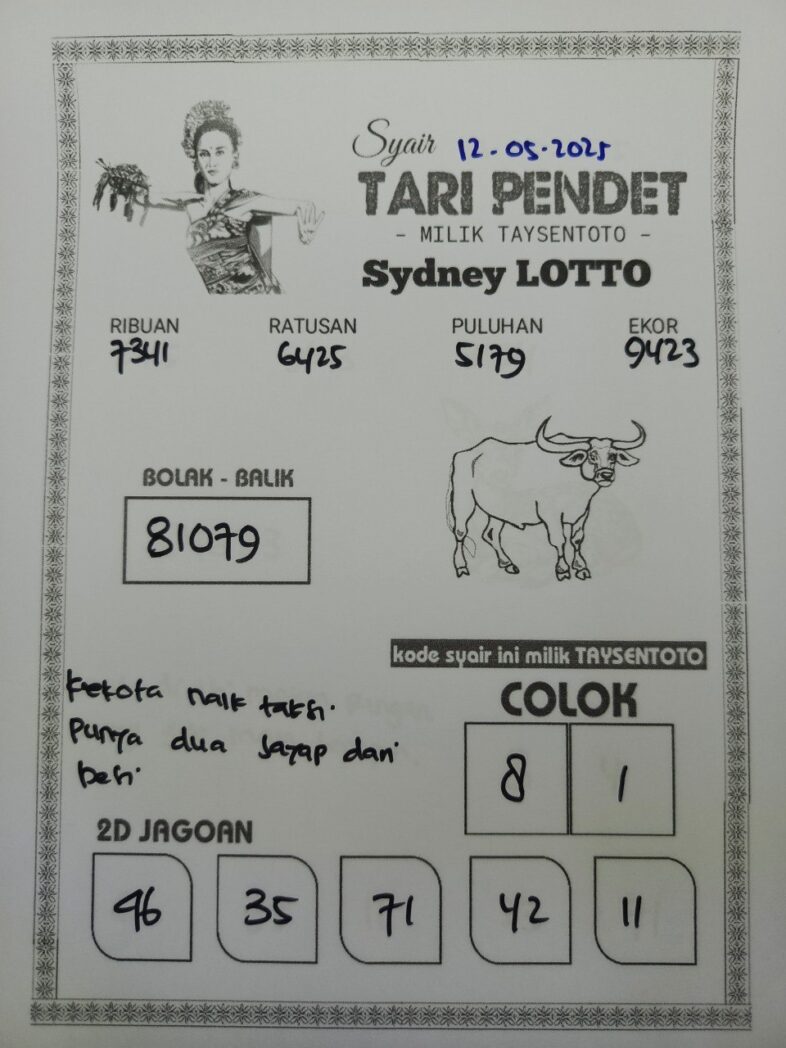 Syair 12.05.2025
TARI PENDET
- MILIK TAYSENTOTO -
Sydney LOTTO
RIBUAN RATUSAN PULUHAN EKOR
7341 6425 5179 9423
BOLAK - BALIK
81079
kode syair ini milik TAYSENTOTO
COLOK
8 1
kekota naik taksi
punya dua sayap dari
besi
2D JAGOAN
46 35 71 42 11